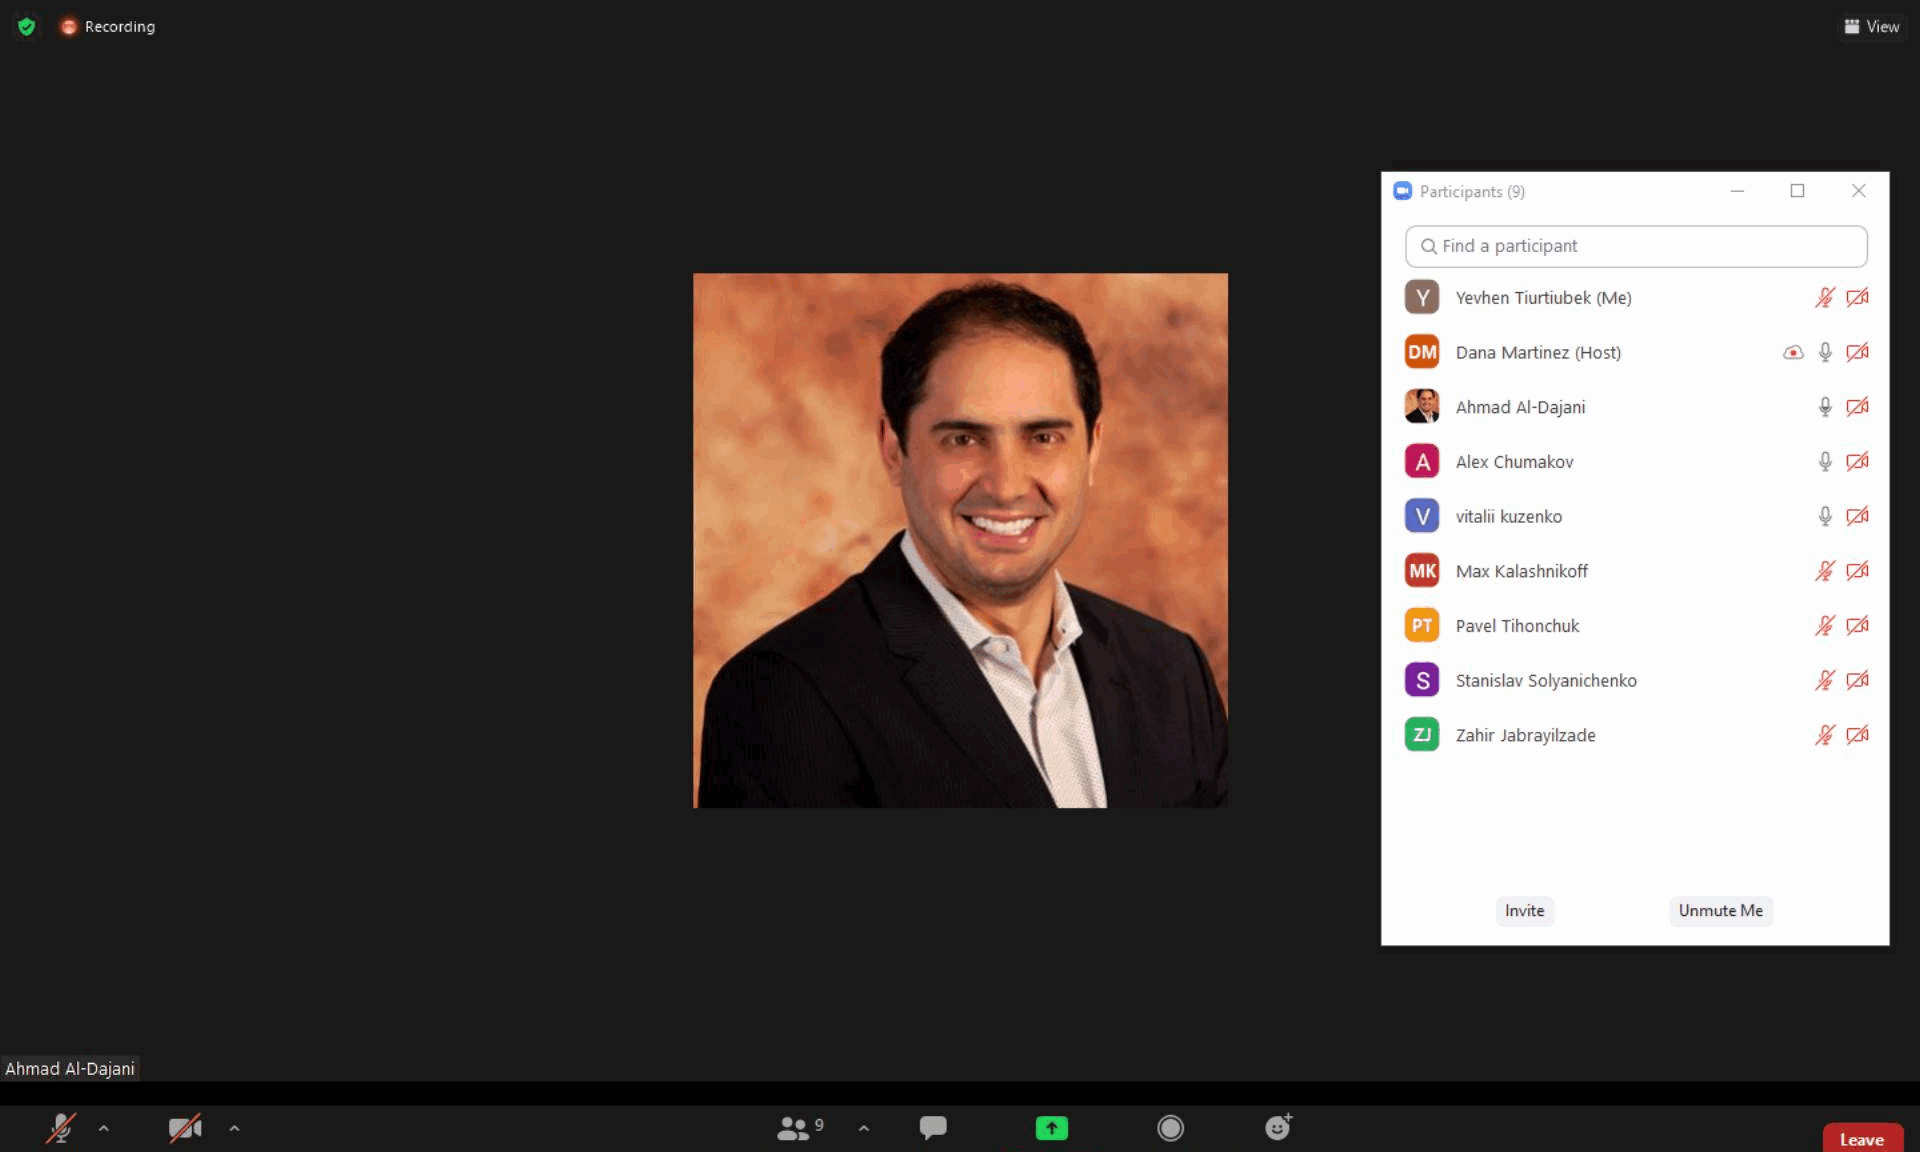 Recording
View
Participants (9)
Find a participant
Y Yevhen Tiurtiubek (Me)
DM Dana Martinez (Host)
Ahmad Al-Dajani
A Alex Chumakov
V vitalii kuzenko
MK Max Kalashnikoff
PT Pavel Tihonchuk
S Stanislav Solyanichenko
ZJ Zahir Jabrayilzade
Invite Unmute Me
Ahmad Al-Dajani
9
Leave